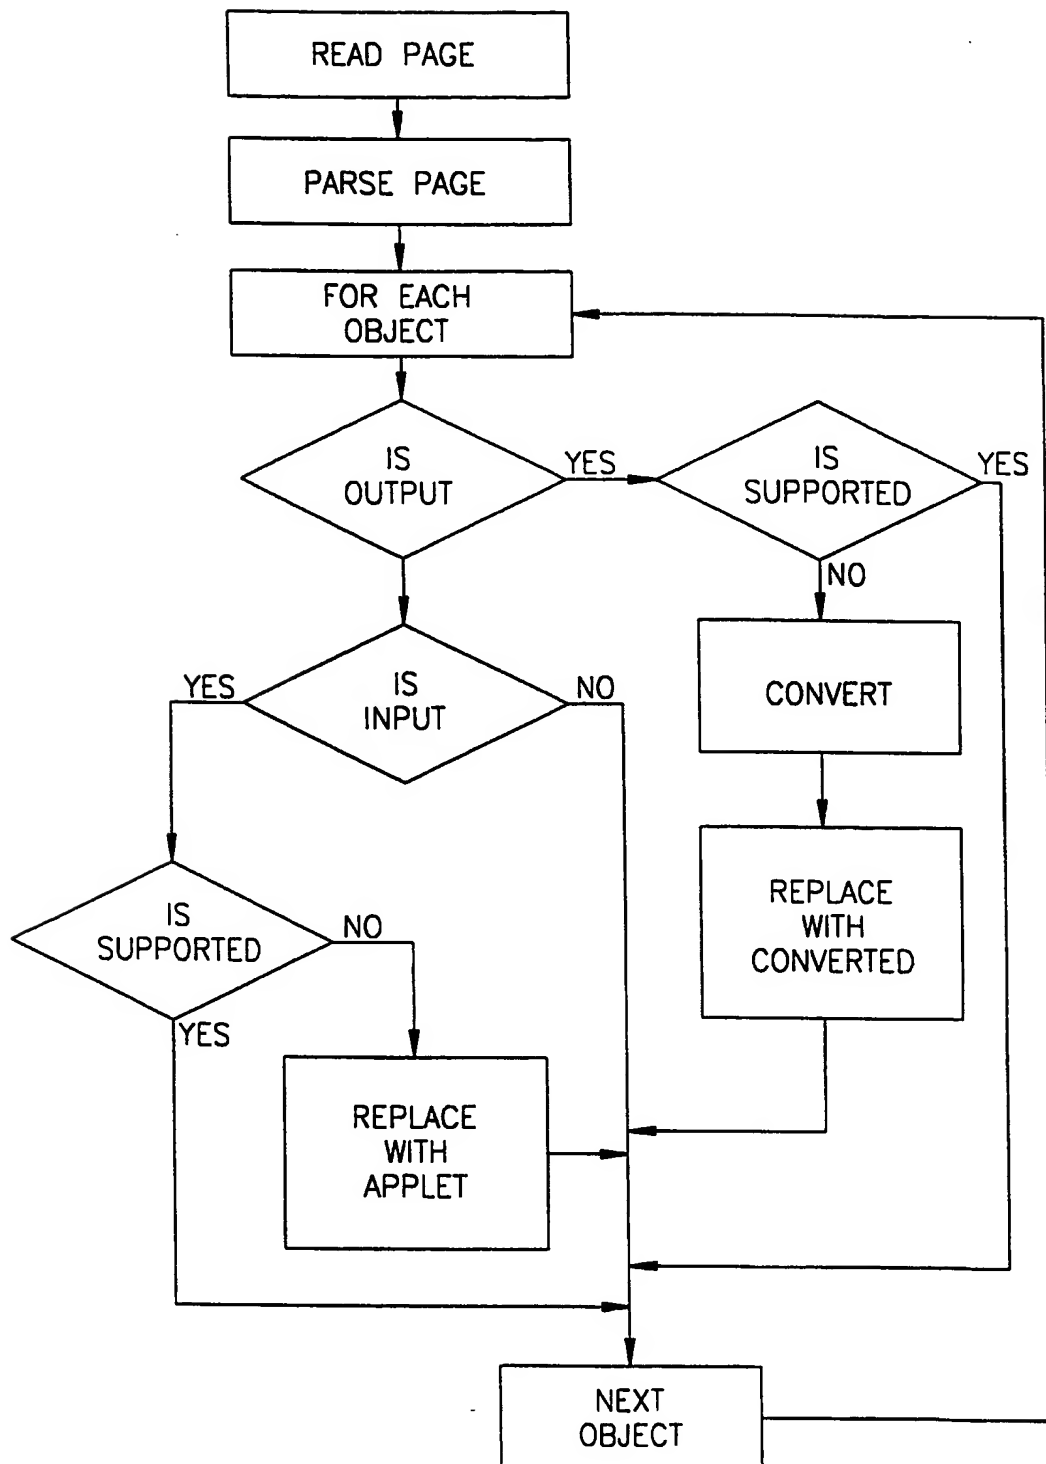 READ PAGE
PARSE PAGE
FOR EACH
OBJECT
IS
OUTPUT
YES
IS
SUPPORTED
YES
NO
IS
INPUT
YES
NO
CONVERT
REPLACE
WITH
CONVERTED
IS
SUPPORTED
NO
YES
REPLACE
WITH
APPLET
NEXT
OBJECT